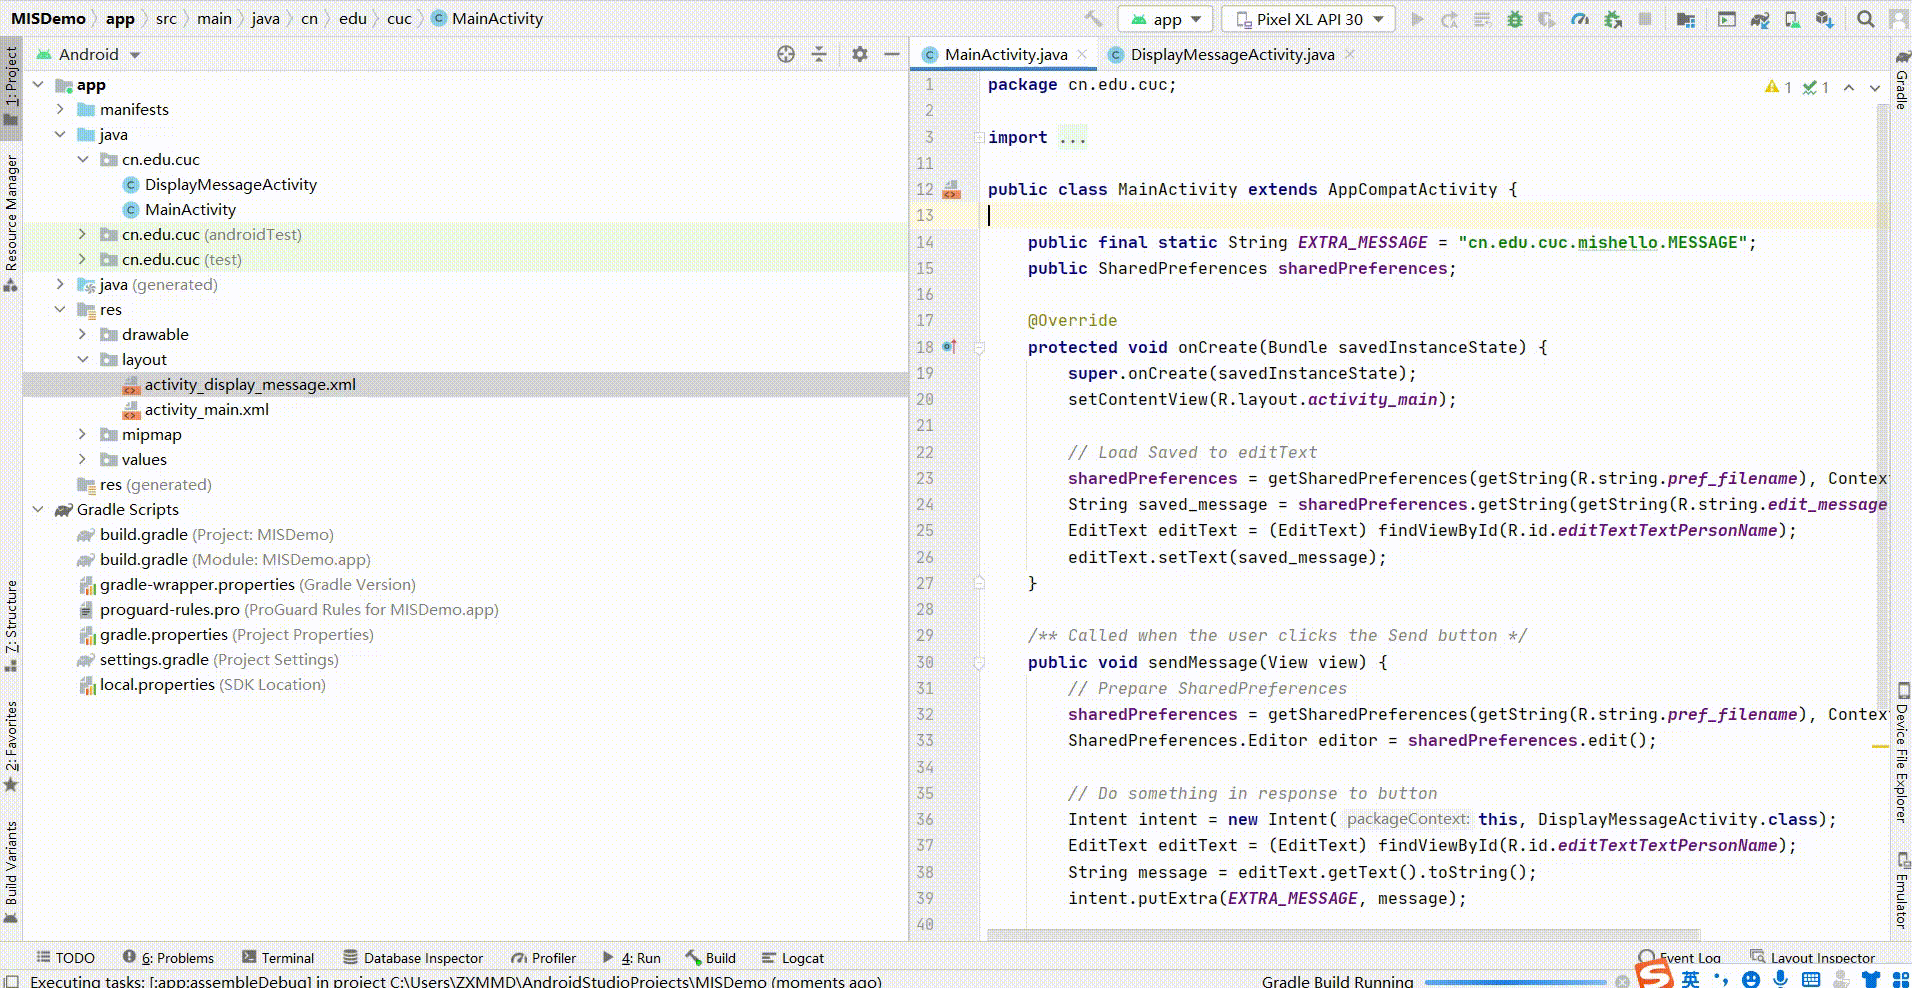 MISDemo app src main java cn edu cuc MainActivity
app Pixel XL API 30
1: Project
Resource Manager
Z: Structure
2: Favorites
Build Variants
Android
app
manifests
java
cn.edu.cuc
DisplayMessageActivity
MainActivity
cn.edu.cuc (androidTest)
cn.edu.cuc (test)
java (generated)
res
drawable
layout
activity_display_message.xml
activity_main.xml
mipmap
values
res (generated)
Gradle Scripts
build.gradle (Project: MISDemo)
build.gradle (Module: MISDemo.app)
gradle-wrapper.properties (Gradle Version)
proguard-rules.pro (ProGuard Rules for MISDemo.app)
gradle.properties (Project Properties)
settings.gradle (Project Settings)
local.properties (SDK Location)
MainActivity.java DisplayMessageActivity.java
1 package cn.edu.cuc; 1 1
2
3 import ...
11
12 public class MainActivity extends AppCompatActivity {
13
14 public final static String EXTRA_MESSAGE = "cn.edu.cuc.mishello.MESSAGE";
15 public SharedPreferences sharedPreferences;
16
17 @Override
18 protected void onCreate(Bundle savedInstanceState) {
19 super.onCreate(savedInstanceState);
20 setContentView(R.layout.activity_main);
21
22 // Load Saved to editText
23 sharedPreferences = getSharedPreferences(getString(R.string.pref_filename), Contex
24 String saved_message = sharedPreferences.getString(getString(R.string.edit_message
25 EditText editText = (EditText) findViewById(R.id.editTextTextPersonName);
26 editText.setText(saved_message);
27 }
28
29 /** Called when the user clicks the Send button */
30 public void sendMessage(View view) {
31 // Prepare SharedPreferences
32 sharedPreferences = getSharedPreferences(getString(R.string.pref_filename), Contex
33 SharedPreferences.Editor editor = sharedPreferences.edit();
34
35 // Do something in response to button
36 Intent intent = new Intent( packageContext: this, DisplayMessageActivity.class);
37 EditText editText = (EditText) findViewById(R.id.editTextTextPersonName);
38 String message = editText.getText().toString();
39 intent.putExtra(EXTRA_MESSAGE, message);
40
Gradle
Device File Explorer
Emulator
TODO 6: Problems Terminal Database Inspector Profiler 4: Run Build Logcat Event Log Layout Inspector
Executing tasks: [:app:assembleDebug] in project C:\Users\ZXMMD\AndroidStudioProjects\MISDemo (moments ago) Gradle Build Running
S 英